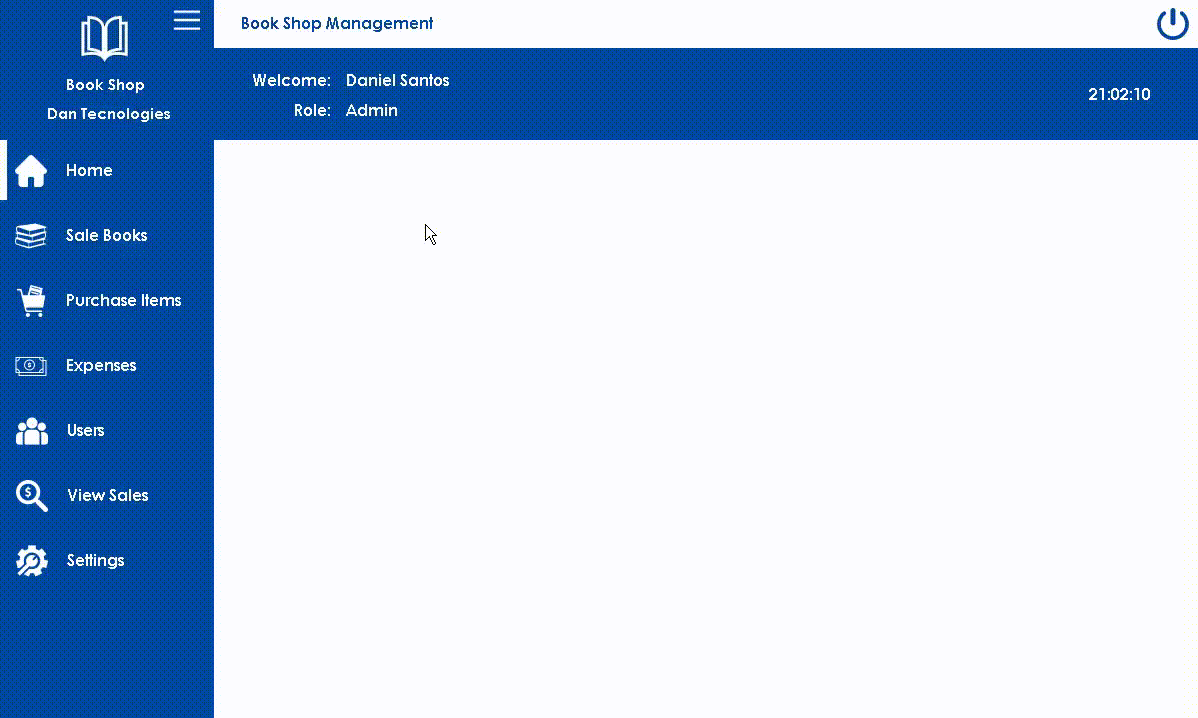 Book Shop Management
Book Shop
Dan Tecnologies
Welcome: Daniel Santos
Role: Admin
21:02:10
Home
Sale Books
Purchase Items
Expenses
Users
View Sales
Settings